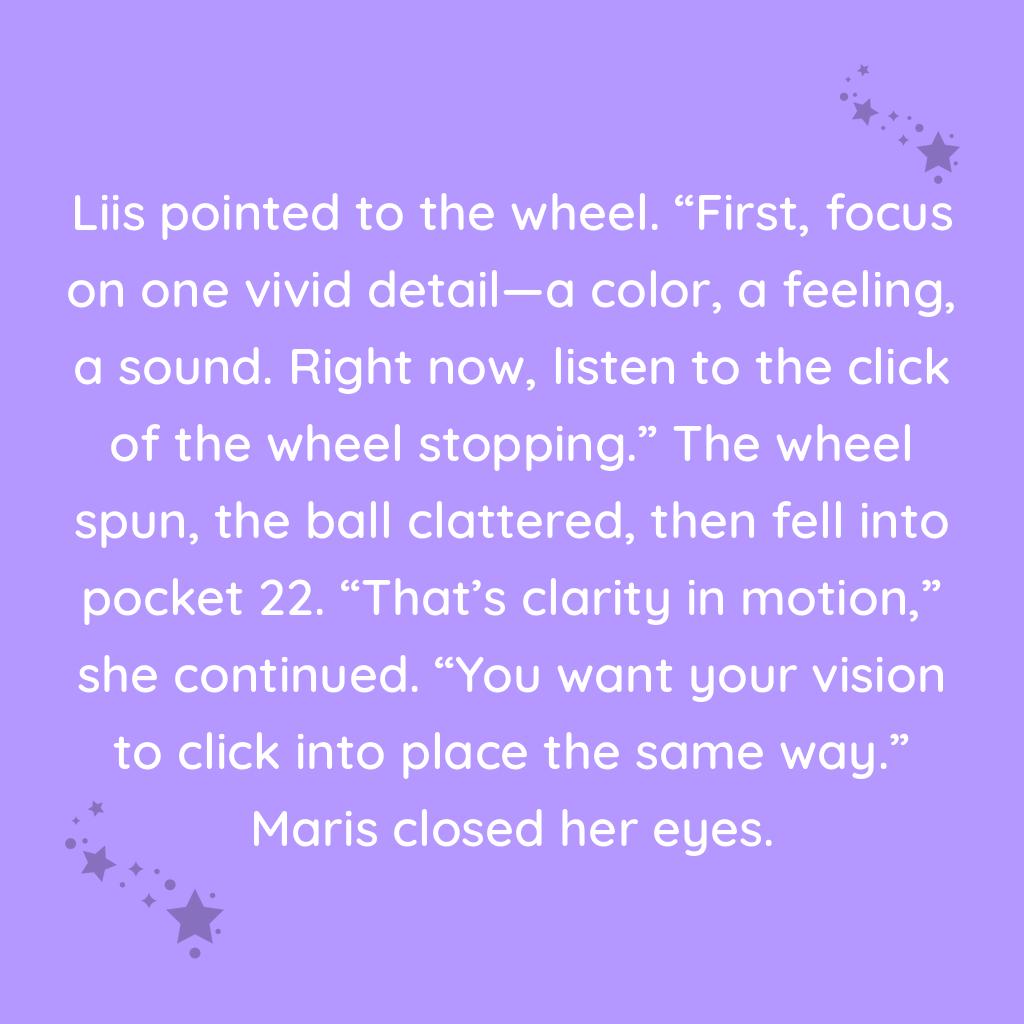 Liis pointed to the wheel. “First, focus
on one vivid detail—a color, a feeling,
a sound. Right now, listen to the click
of the wheel stopping.” The wheel
spun, the ball clattered, then fell into
pocket 22. “That’s clarity in motion,”
she continued. “You want your vision
to click into place the same way.”
Maris closed her eyes.